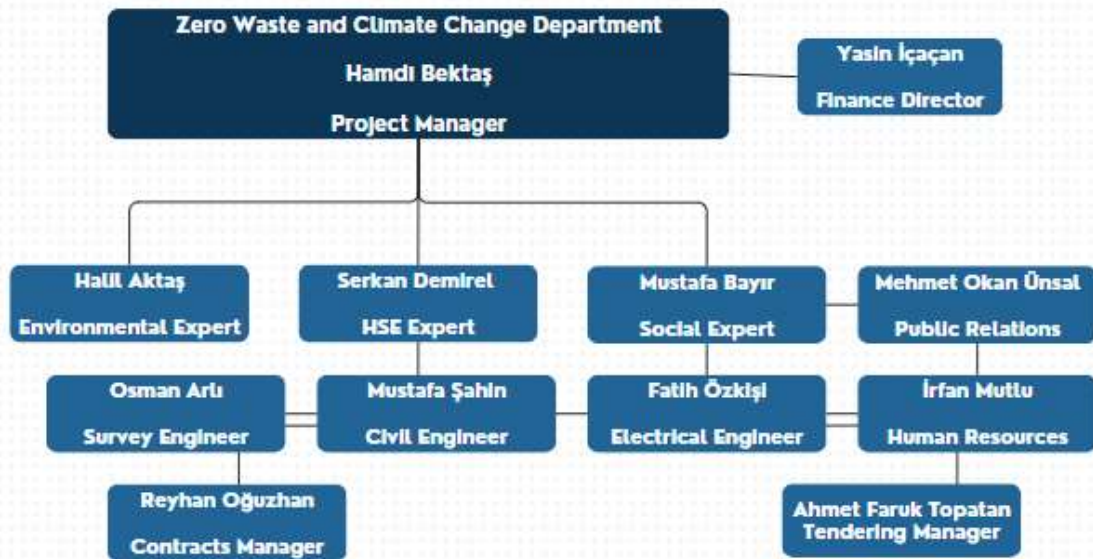 Zero Waste and Climate Change Department
Hamdi Bektaş
Project Manager
Yasin İçaçan
Finance Director
Halil Aktaş
Environmental Expert
Serkan Demirel
HSE Expert
Mustafa Bayır
Social Expert
Mehmet Okan Ünsal
Public Relations
Osman Arlı
Survey Engineer
Mustafa Şahin
Civil Engineer
Fatih Özkişi
Electrical Engineer
İrfan Mutlu
Human Resources
Reyhan Oğuzhan
Contracts Manager
Ahmet Faruk Topatan
Tendering Manager